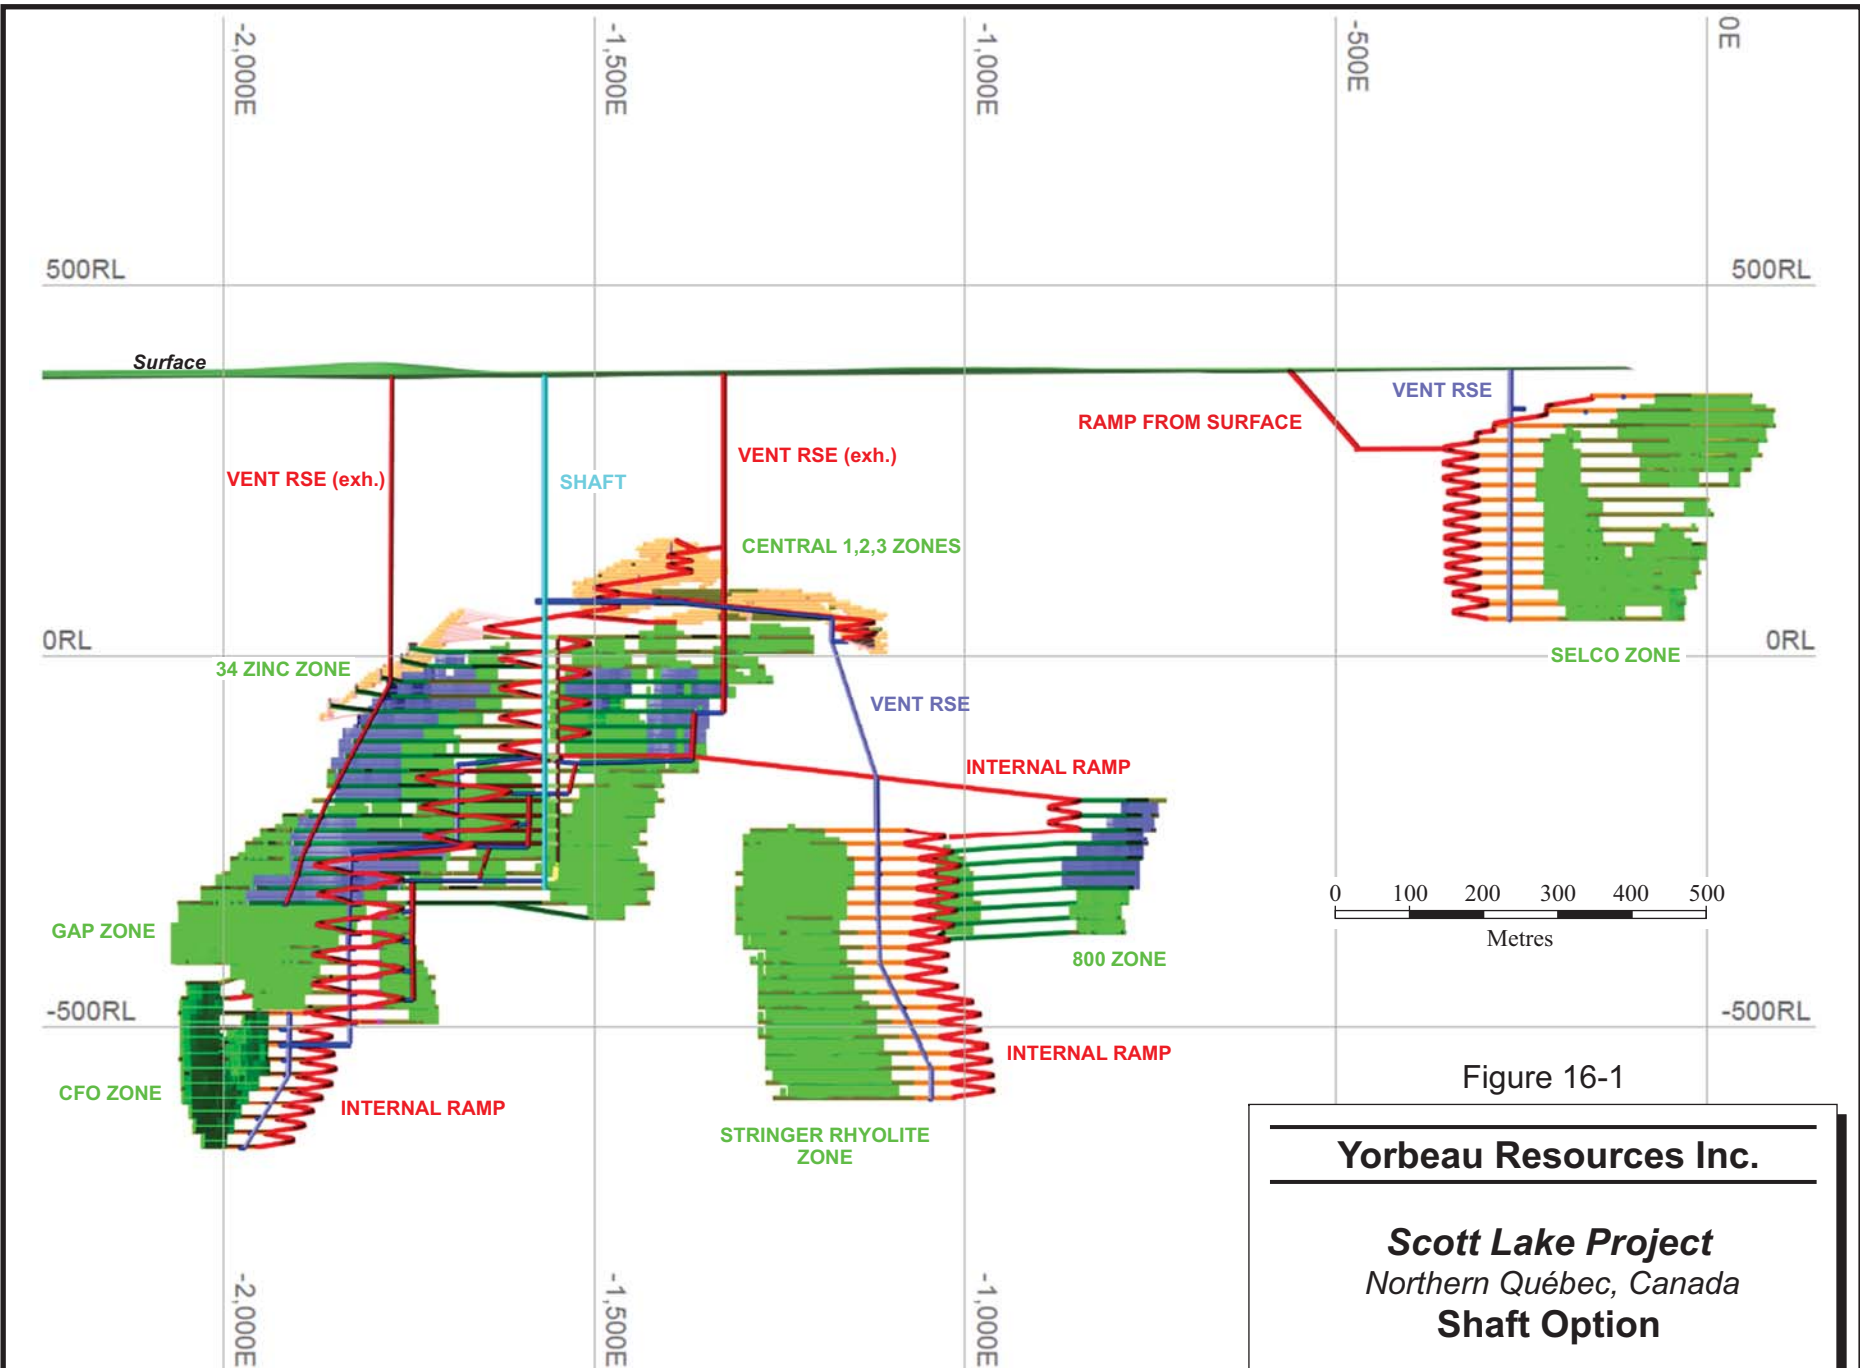 -2,000E
-1,500E
-1,000E
-500E
0E
500RL
500RL
Surface
VENT RSE
RAMP FROM SURFACE
VENT RSE (exh.)
VENT RSE (exh.)
SHAFT
CENTRAL 1,2,3 ZONES
0RL
0RL
34 ZINC ZONE
SELCO ZONE
VENT RSE
INTERNAL RAMP
0 100 200 300 400 500
Metres
GAP ZONE
800 ZONE
-500RL
-500RL
INTERNAL RAMP
CFO ZONE
INTERNAL RAMP
STRINGER RHYOLITE
ZONE
Figure 16-1
Yorbeau Resources Inc.
Scott Lake Project
Northern Québec, Canada
Shaft Option
-2,000E
-1,500E
-1,000E